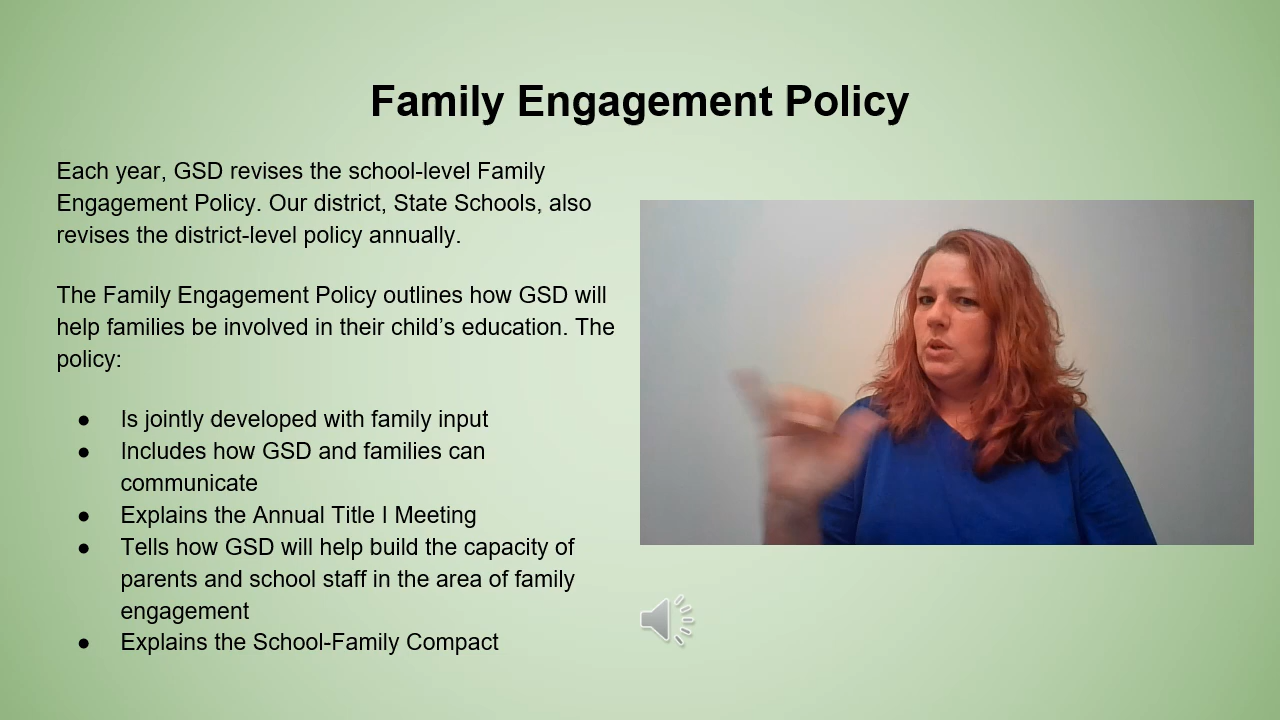 Family Engagement Policy
Each year, GSD revises the school-level Family
Engagement Policy. Our district, State Schools, also
revises the district-level policy annually.
The Family Engagement Policy outlines how GSD will
help families be involved in their child’s education. The
policy:
● Is jointly developed with family input
● Includes how GSD and families can
communicate
● Explains the Annual Title I Meeting
● Tells how GSD will help build the capacity of
parents and school staff in the area of family
engagement
● Explains the School-Family Compact